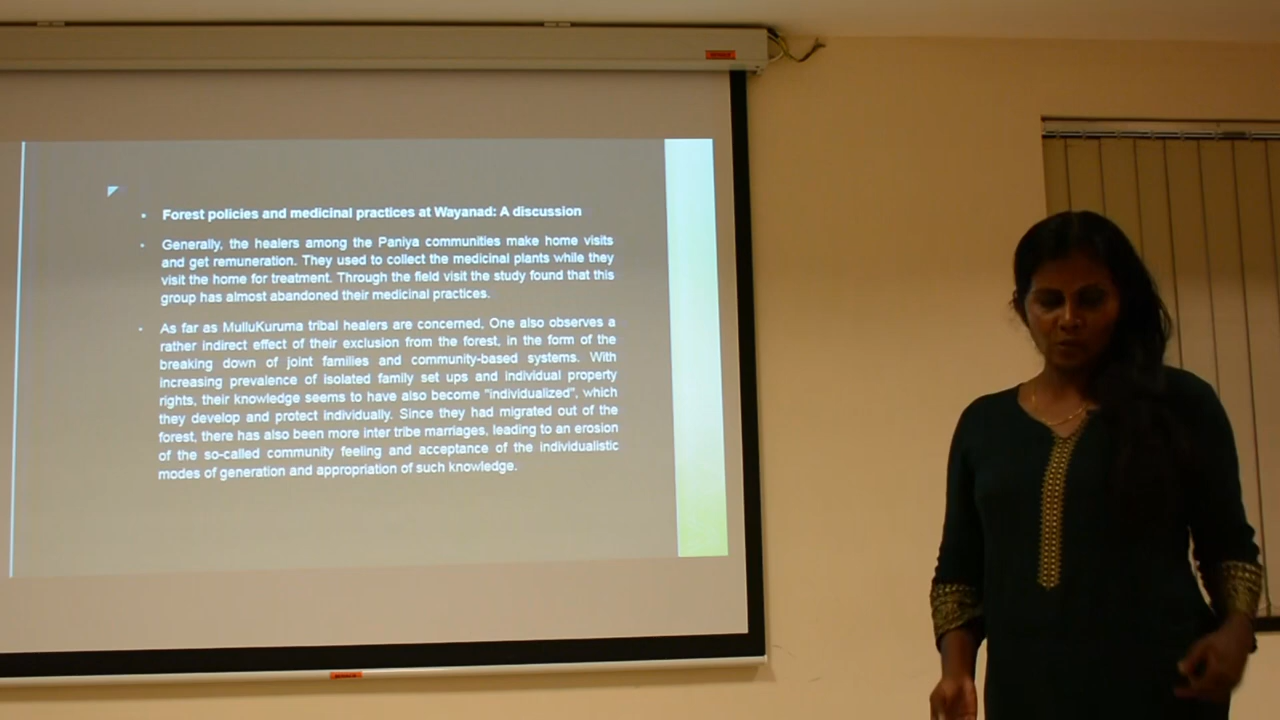 Forest policies and medicinal practices at Wayanad: A discussion
Generally, the healers among the Paniya communities make home visits
and get remuneration. They used to collect the medicinal plants while they
visit the home for treatment. Through the field visit the study found that this
group has almost abandoned their medicinal practices.
As far as MulluKuruma tribal healers are concerned, One also observes a
rather indirect effect of their exclusion from the forest, in the form of the
breaking down of joint families and community-based systems. With
increasing prevalence of isolated family set ups and individual property
rights, their knowledge seems to have also become "individualized", which
they develop and protect individually. Since they had migrated out of the
forest, there has also been more inter tribe marriages, leading to an erosion
of the so-called community feeling and acceptance of the individualistic
modes of generation and appropriation of such knowledge.